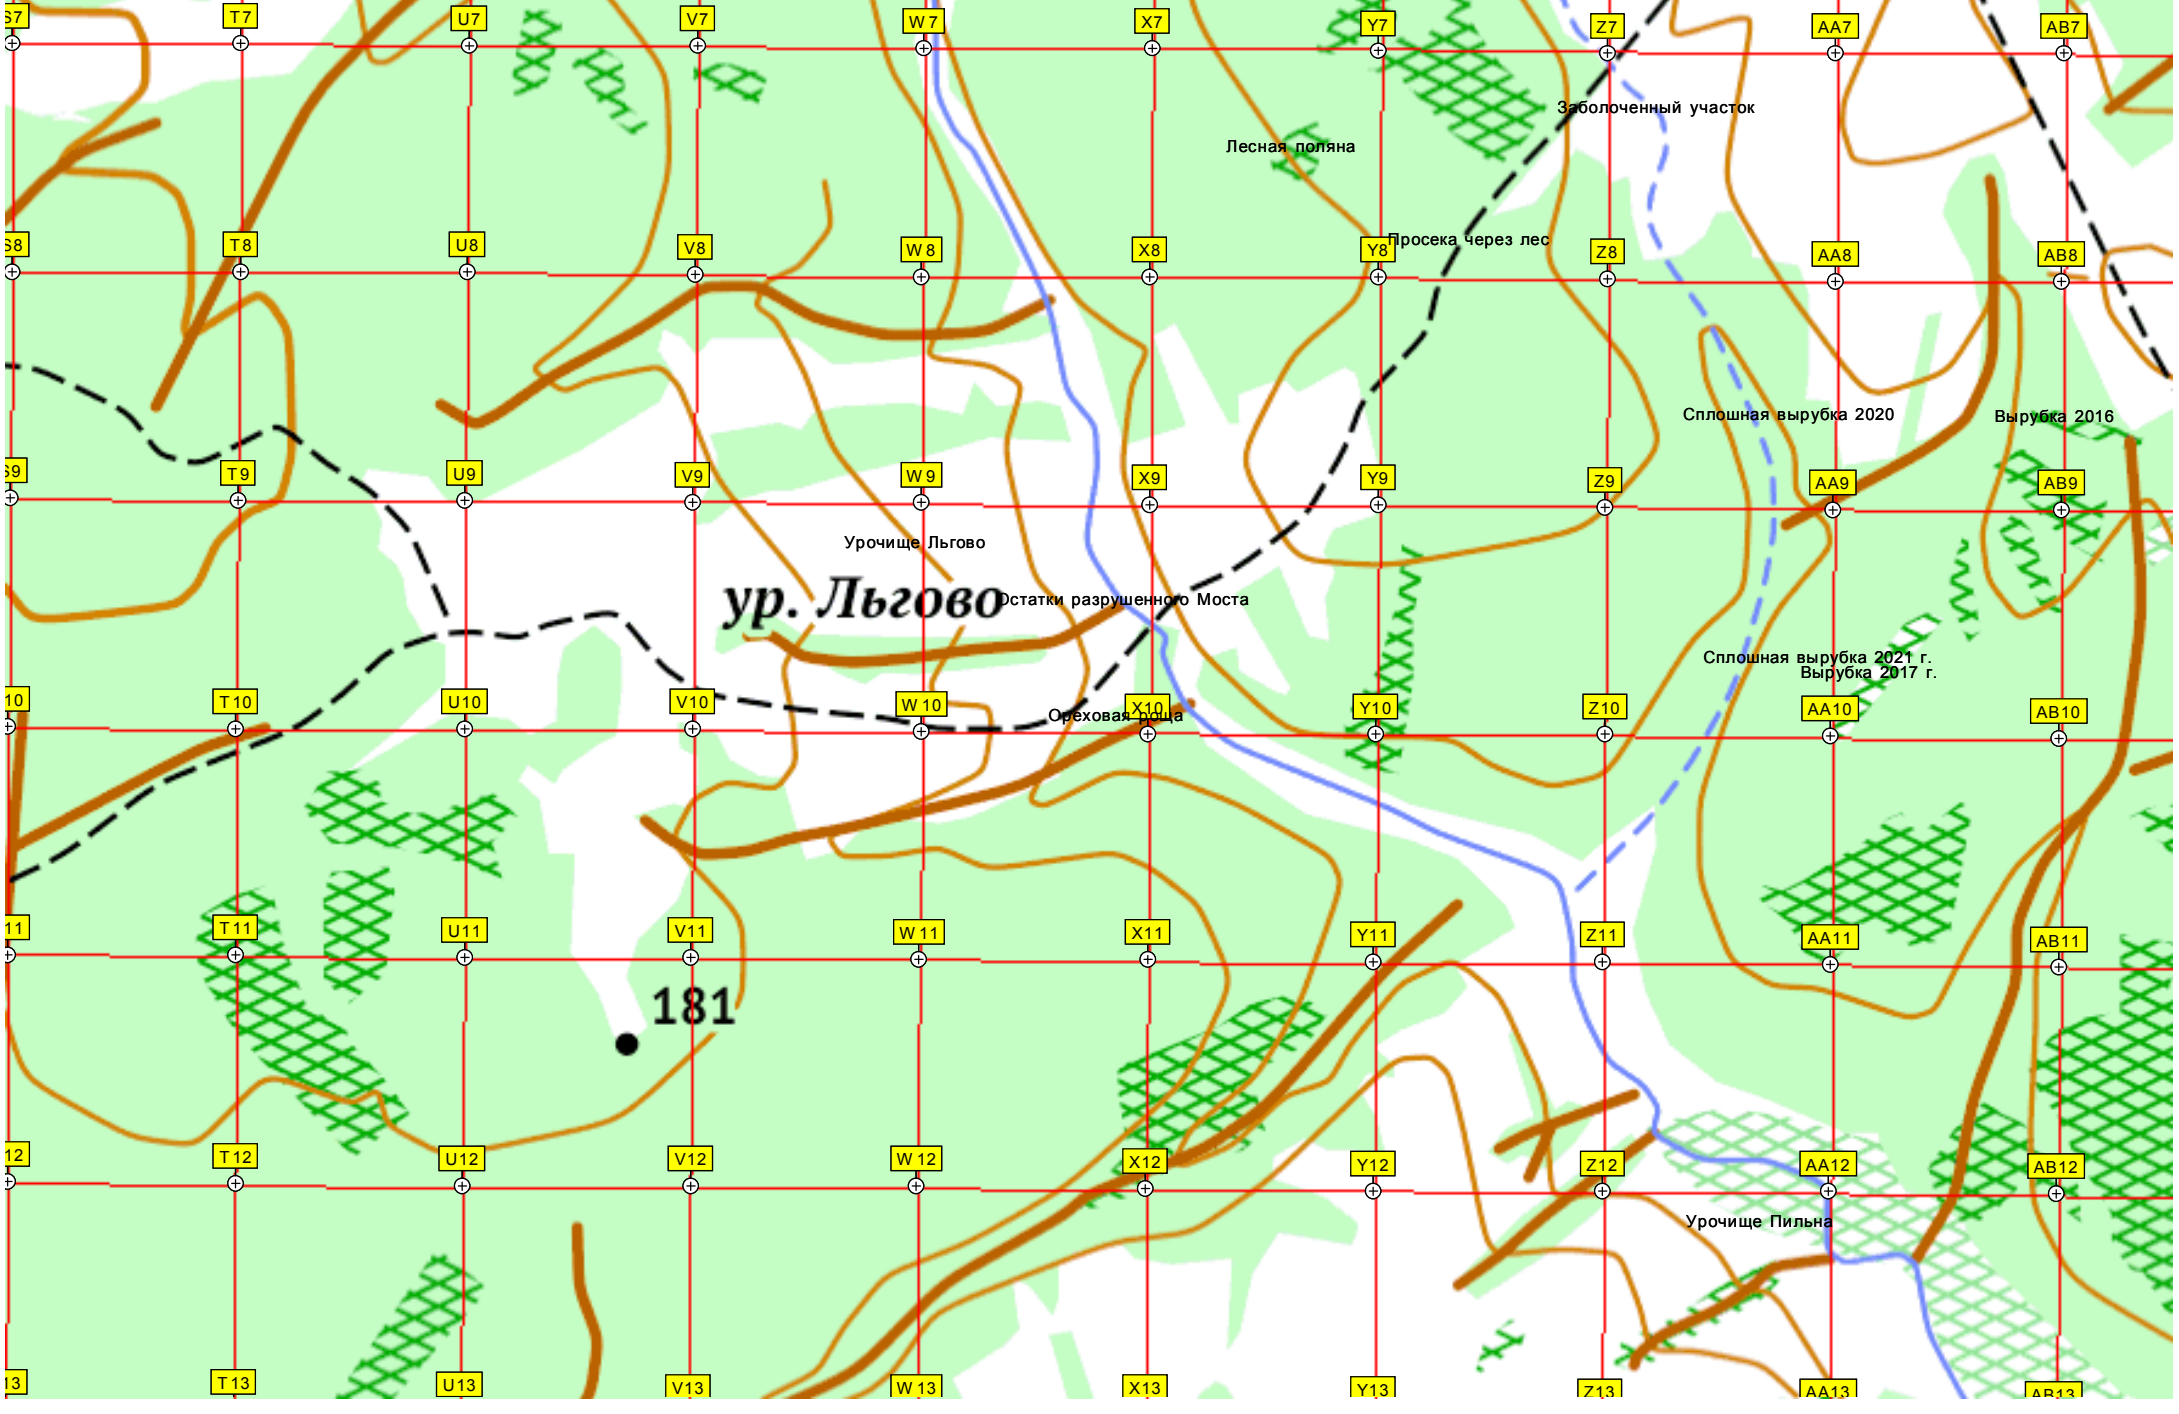 S7 T7 U7 V7 W7 X7 Y7 Z7 AA7 AB7
Заболоченный участок
Лесная поляна
Просека через лес
S8 T8 U8 V8 W8 X8 Y8 Z8 AA8 AB8
Сплошная вырубка 2020
Вырубка 2016
S9 T9 U9 V9 W9 X9 Y9 Z9 AA9 AB9
Урочище Льгово
ур. Льгово
Остатки разрушенного Моста
Сплошная вырубка 2021 г.
Вырубка 2017 г.
10 T10 U10 V10 W10 X10 Y10 Z10 AA10 AB10
Ореховая роща
11 T11 U11 V11 W11 X11 Y11 Z11 AA11 AB11
181
12 T12 U12 V12 W12 X12 Y12 Z12 AA12 AB12
Урочище Пильна
13 T13 U13 V13 W13 X13 Y13 Z13 AA13 AB13